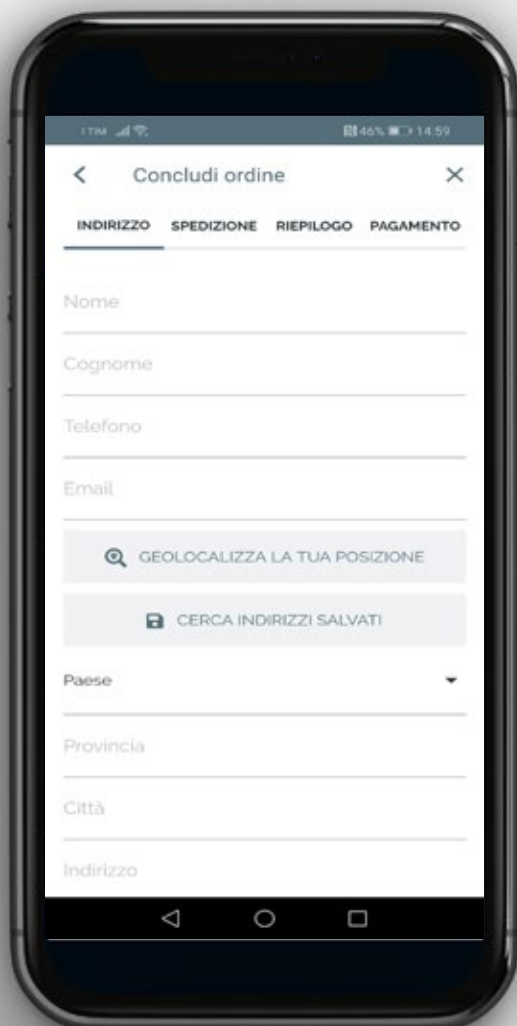 TIM 46% 14:59
Concludi ordine
INDIRIZZO SPEDIZIONE RIEPILOGO PAGAMENTO
Nome
Cognome
Telefono
Email
GEOLOCALIZZA LA TUA POSIZIONE
CERCA INDIRIZZI SALVATI
Paese
Provincia
Città
Indirizzo